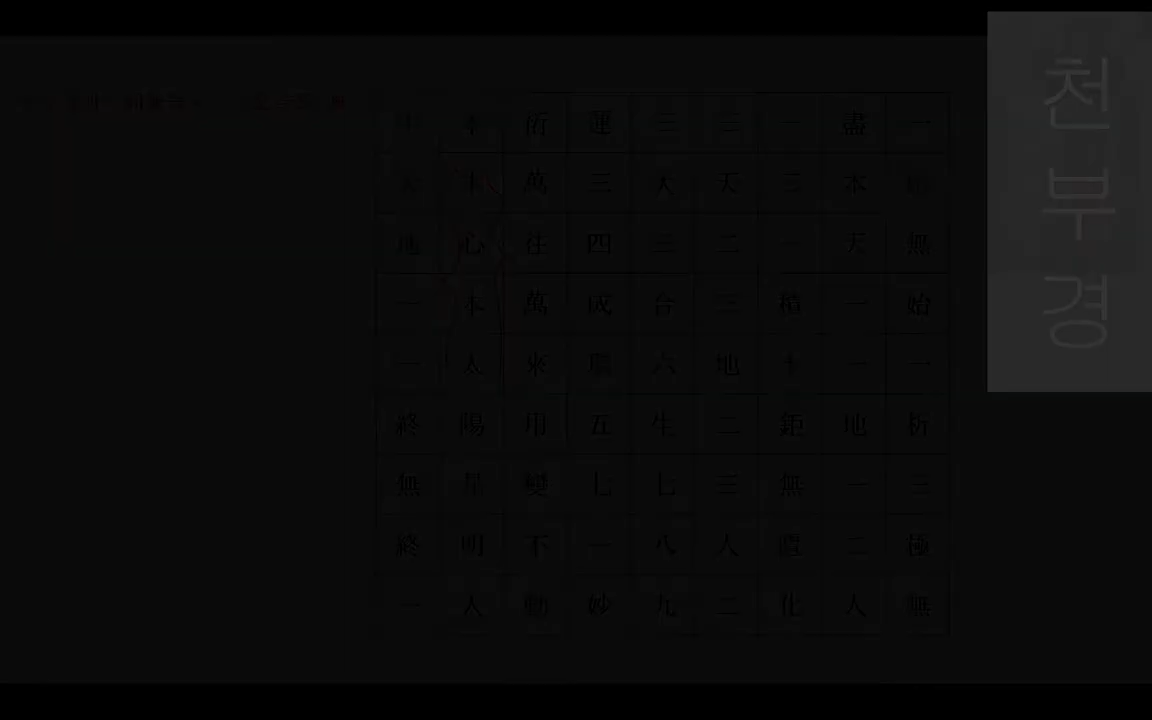 천부경
一始無始一析三極無
盡本天一一地一二人
一三一積十鉅無匱化
三天二三地二三人二
三大三合六生七八九
運三四成環五七一妙
衍萬往萬來用變不動
本本心本太陽昂明人
中天地一一終無終一